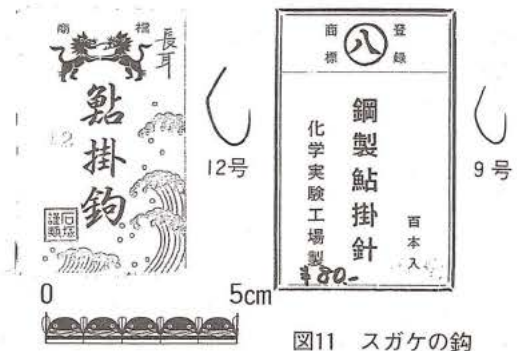 商標
長耳
12
鮎掛鈎
12号
登録
商標
八
鋼製鮎掛針
化学実験工場製
百本入
¥80.-
9号
0 5cm
図11 スガケの鈎